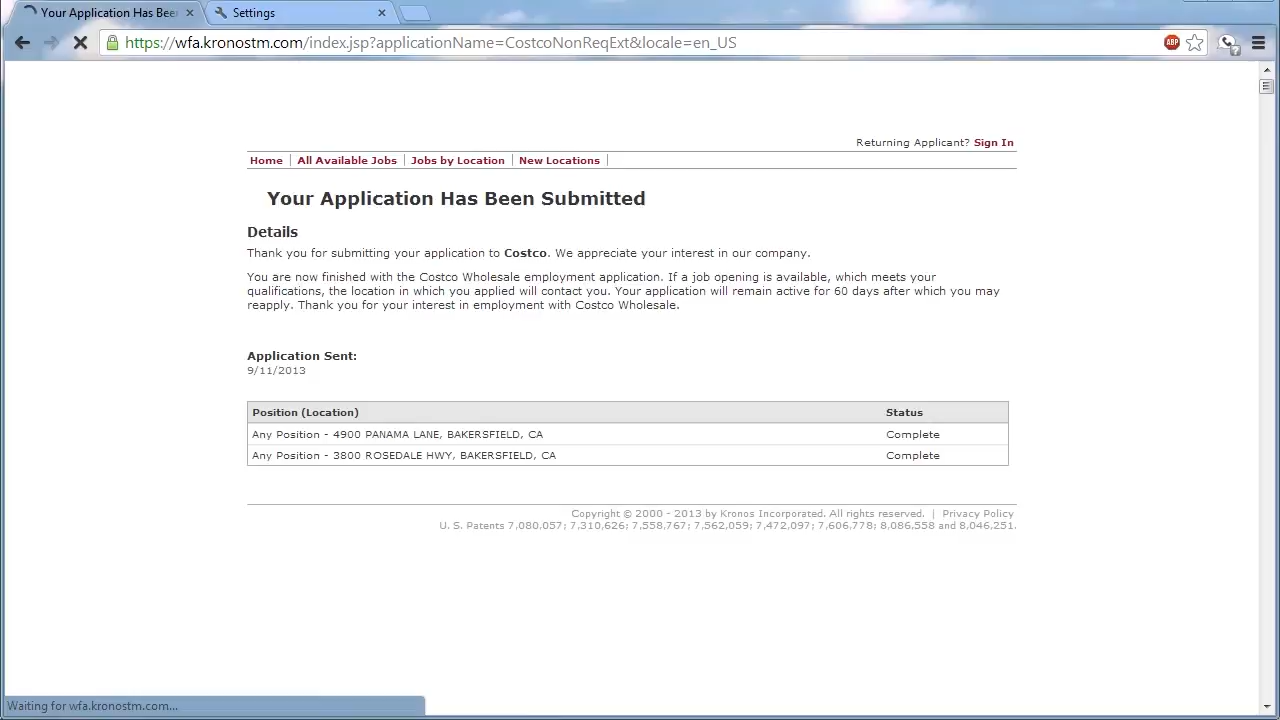 Your Application Has Bee
Settings
https://wfa.kronostm.com/index.jsp?applicationName=CostcoNonReqExt&locale=en_US
ABP
Returning Applicant? Sign In
Home | All Available Jobs | Jobs by Location | New Locations |
Your Application Has Been Submitted
Details
Thank you for submitting your application to Costco. We appreciate your interest in our company.
You are now finished with the Costco Wholesale employment application. If a job opening is available, which meets your
qualifications, the location in which you applied will contact you. Your application will remain active for 60 days after which you may
reapply. Thank you for your interest in employment with Costco Wholesale.
Application Sent:
9/11/2013
Position (Location) Status
Any Position - 4900 PANAMA LANE, BAKERSFIELD, CA Complete
Any Position - 3800 ROSEDALE HWY, BAKERSFIELD, CA Complete
Copyright © 2000 - 2013 by Kronos Incorporated. All rights reserved. | Privacy Policy
U. S. Patents 7,080,057; 7,310,626; 7,558,767; 7,562,059; 7,472,097; 7,606,778; 8,086,558 and 8,046,251.
Waiting for wfa.kronostm.com...